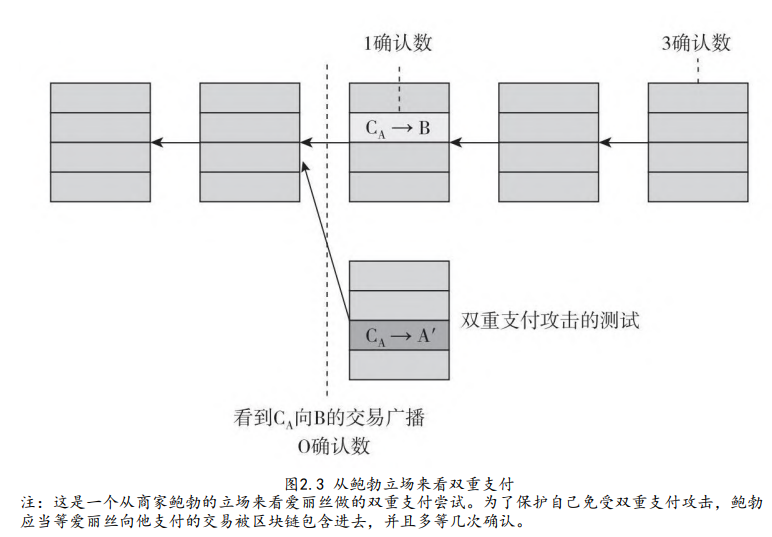 1确认数
3确认数
C_A → B
C_A → A′
双重支付攻击的测试
看到C_A向B的交易广播
0确认数
图2.3 从鲍勃立场来看双重支付
注：这是一个从商家鲍勃的立场来看爱丽丝做的双重支付尝试。为了保护自己免受双重支付攻击，鲍勃
应当等爱丽丝向他支付的交易被区块链包含进去，并且多等几次确认。